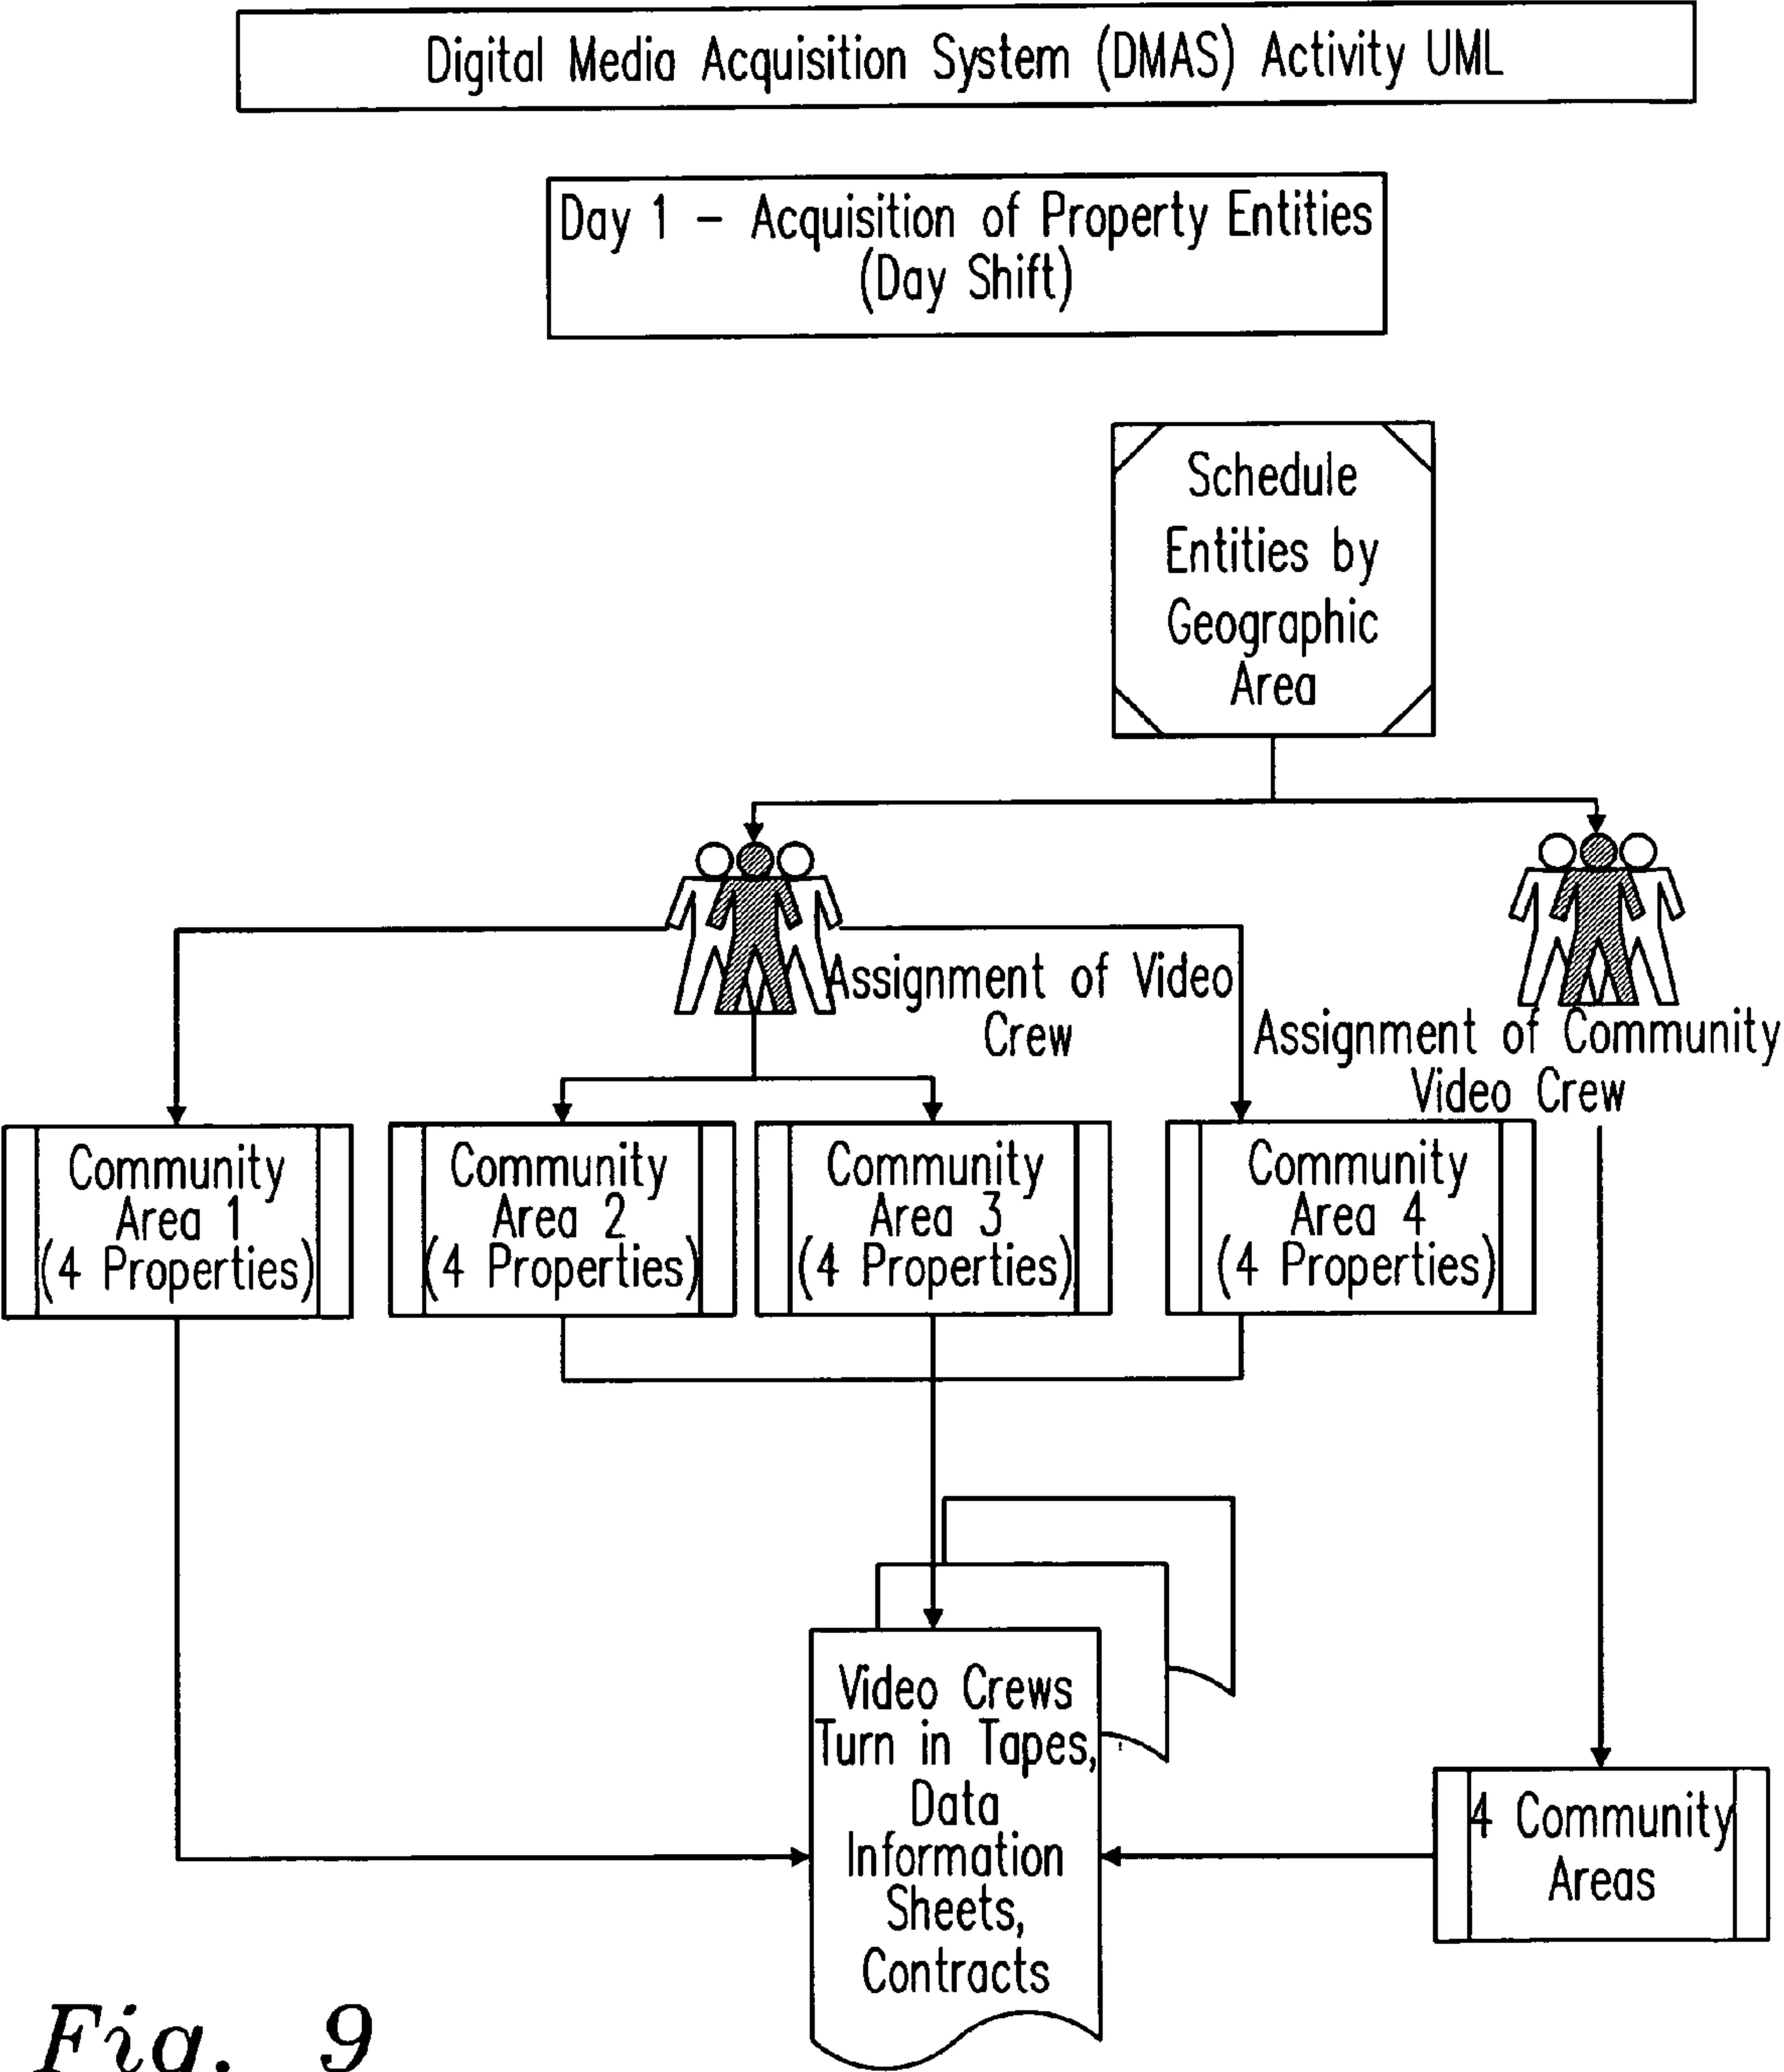 Digital Media Acquisition System (DMAS) Activity UML
Day 1 – Acquisition of Property Entities
(Day Shift)
Schedule
Entities by
Geographic
Area
Assignment of Video
Crew
Assignment of Community
Video Crew
Community
Area 1
(4 Properties)
Community
Area 2
(4 Properties)
Community
Area 3
(4 Properties)
Community
Area 4
(4 Properties)
Video Crews
Turn in Tapes,
Data
Information
Sheets,
Contracts
4 Community
Areas
Fig. 9